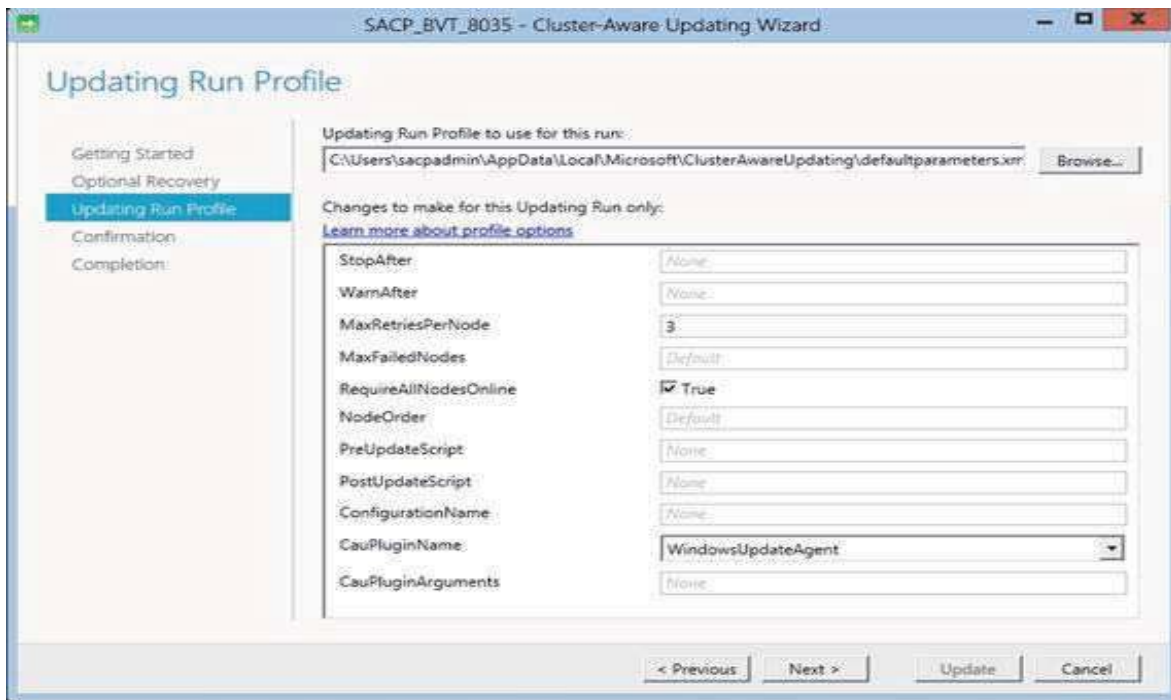 SACP_BVT_8035 - Cluster-Aware Updating Wizard
Updating Run Profile
Getting Started
Optional Recovery
Updating Run Profile
Confirmation
Completion
Updating Run Profile to use for this run:
C:\Users\sacpadmin\AppData\Local\Microsoft\ClusterAwareUpdating\defaultparameters.xm
Browse...
Changes to make for this Updating Run only:
Learn more about profile options
StopAfter None
WarnAfter None
MaxRetriesPerNode 3
MaxFailedNodes Default
RequireAllNodesOnline True
NodeOrder Default
PreUpdateScript None
PostUpdateScript None
ConfigurationName None
CauPluginName WindowsUpdateAgent
CauPluginArguments None
< Previous Next > Update Cancel